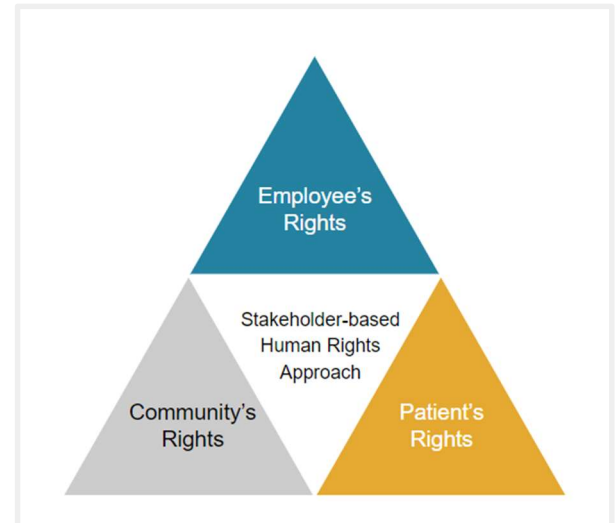 Employee’s
Rights
Stakeholder-based
Human Rights
Approach
Community’s
Rights
Patient’s
Rights